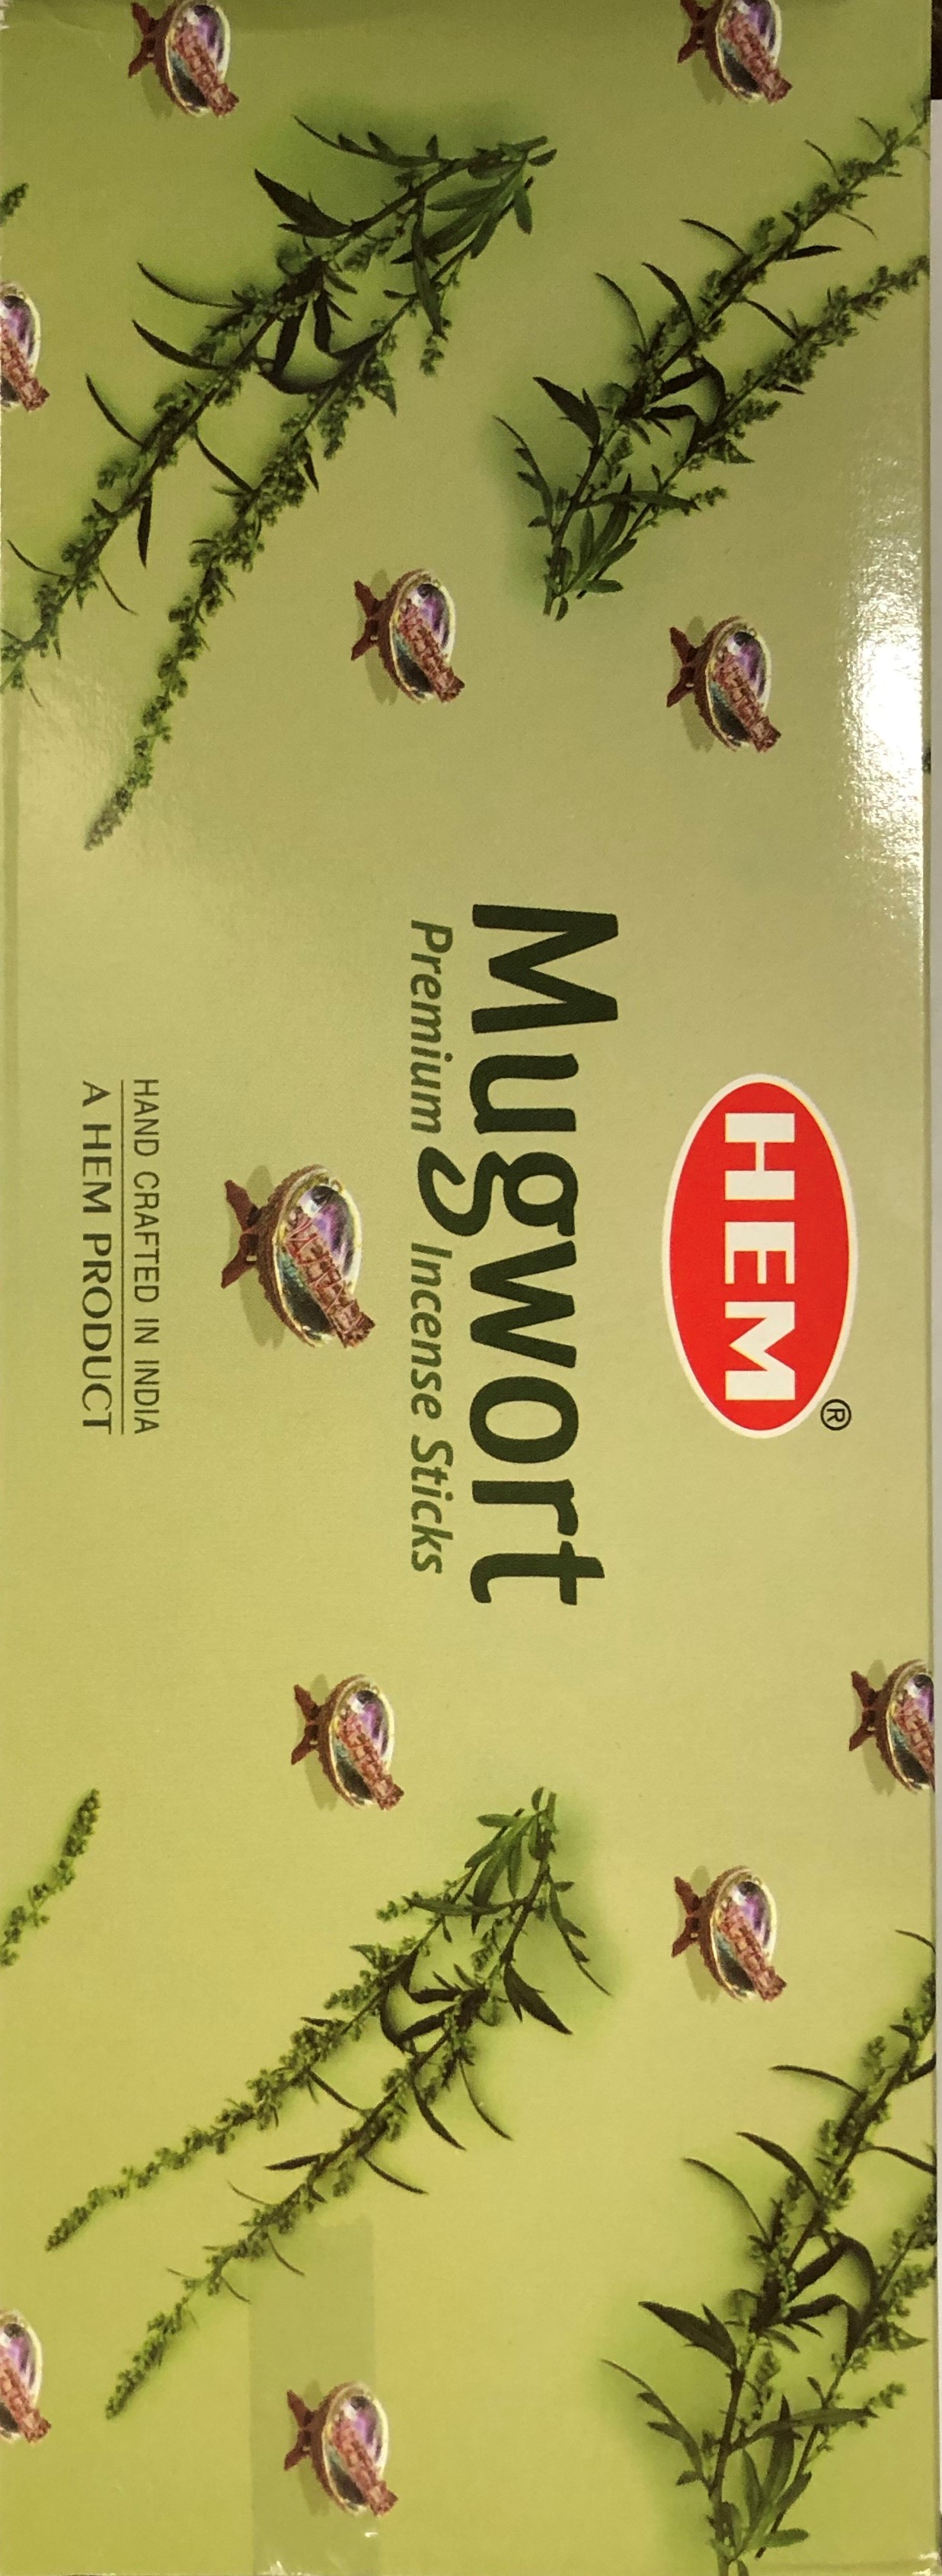 HEM®
Mugwort
Premium Incense Sticks
HAND CRAFTED IN INDIA
A HEM PRODUCT